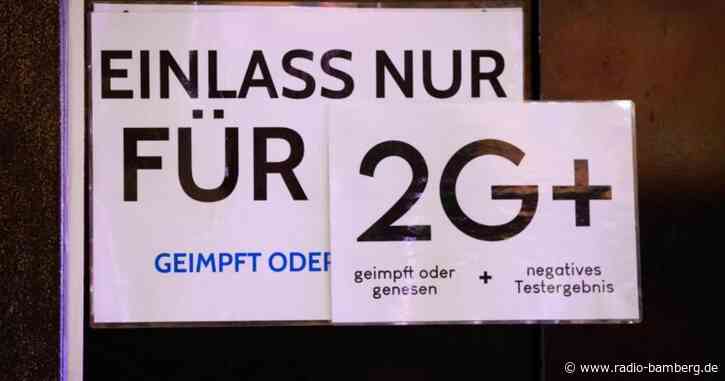 EINLASS NUR
FÜR
GEIMPFT ODER
2G+
geimpft oder
genesen
+
negatives
Testergebnis
© www.radio-bamberg.de